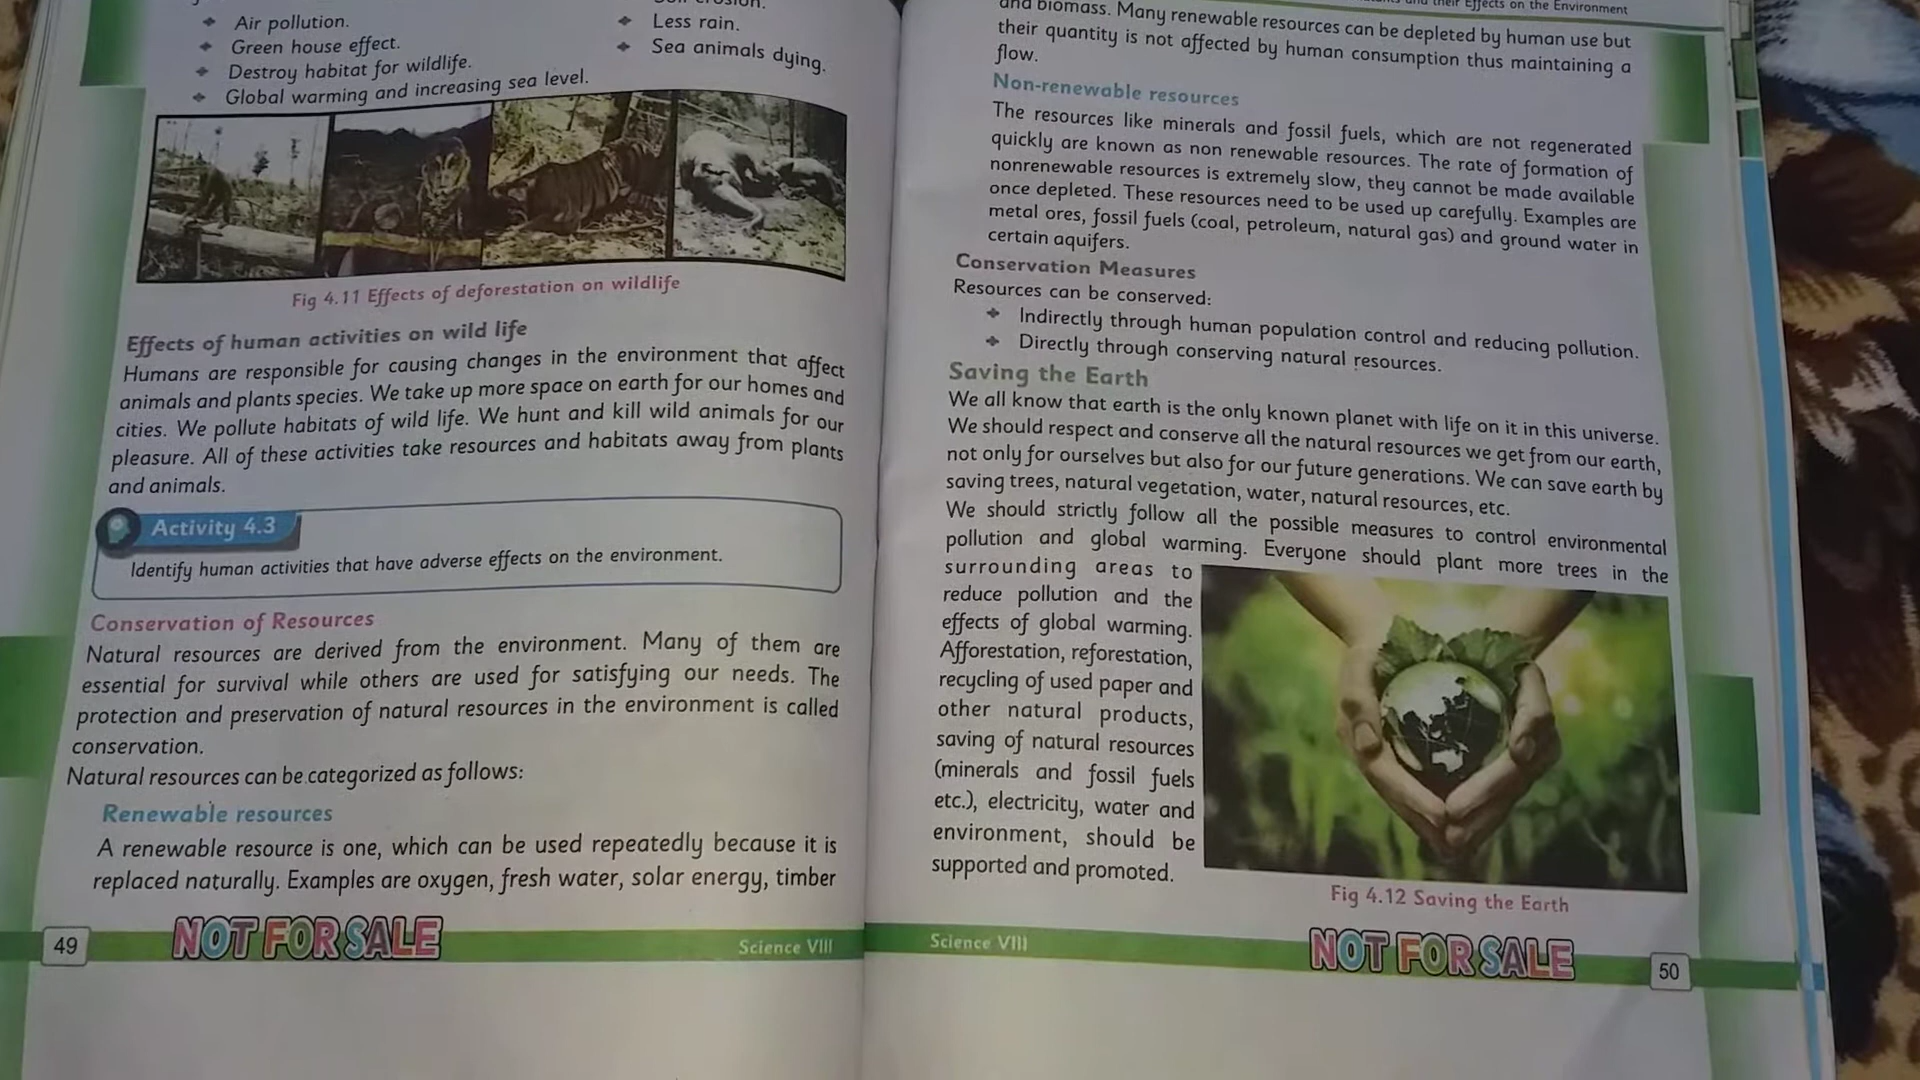 Air pollution.
Green house effect.
Destroy habitat for wildlife.
Global warming and increasing sea level.
Less rain.
Sea animals dying.
Fig 4.11 Effects of deforestation on wildlife
Effects of human activities on wild life
Humans are responsible for causing changes in the environment that affect
animals and plants species. We take up more space on earth for our homes and
cities. We pollute habitats of wild life. We hunt and kill wild animals for our
pleasure. All of these activities take resources and habitats away from plants
and animals.
Activity 4.3
Identify human activities that have adverse effects on the environment.
Conservation of Resources
Natural resources are derived from the environment. Many of them are
essential for survival while others are used for satisfying our needs. The
protection and preservation of natural resources in the environment is called
conservation.
Natural resources can be categorized as follows:
Renewable resources
A renewable resource is one, which can be used repeatedly because it is
replaced naturally. Examples are oxygen, fresh water, solar energy, timber
49
NOT FOR SALE
Science VIII
and their Effects on the Environment
and biomass. Many renewable resources can be depleted by human use but
their quantity is not affected by human consumption thus maintaining a
flow.
Non-renewable resources
The resources like minerals and fossil fuels, which are not regenerated
quickly are known as non renewable resources. The rate of formation of
nonrenewable resources is extremely slow, they cannot be made available
once depleted. These resources need to be used up carefully. Examples are
metal ores, fossil fuels (coal, petroleum, natural gas) and ground water in
certain aquifers.
Conservation Measures
Resources can be conserved:
Indirectly through human population control and reducing pollution.
Directly through conserving natural resources.
Saving the Earth
We all know that earth is the only known planet with life on it in this universe.
We should respect and conserve all the natural resources we get from our earth,
not only for ourselves but also for our future generations. We can save earth by
saving trees, natural vegetation, water, natural resources, etc.
We should strictly follow all the possible measures to control environmental
pollution and global warming. Everyone should plant more trees in the
surrounding areas to
reduce pollution and the
effects of global warming.
Afforestation, reforestation,
recycling of used paper and
other natural products,
saving of natural resources
(minerals and fossil fuels
etc.), electricity, water and
environment, should be
supported and promoted.
Fig 4.12 Saving the Earth
Science VIII
NOT FOR SALE
50